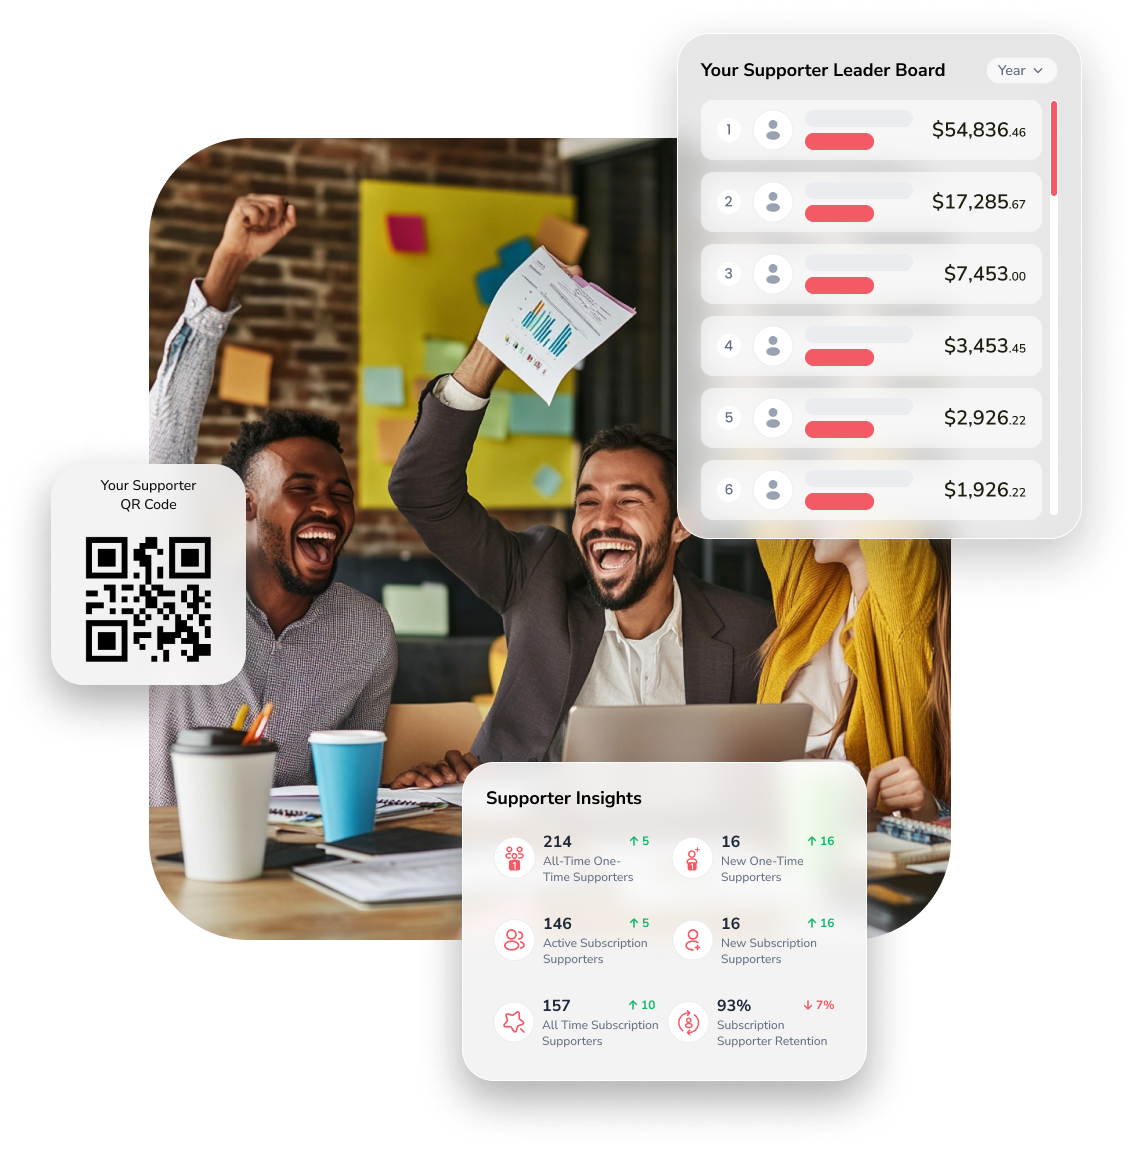 Your Supporter Leader Board
Year
1
$54,836.46
2
$17,285.67
3
$7,453.00
4
$3,453.45
5
$2,926.22
6
$1,926.22
Your Supporter
QR Code
Supporter Insights
214
5
All-Time One-
Time Supporters
16
16
New One-Time
Supporters
146
5
Active Subscription
Supporters
16
16
New Subscription
Supporters
157
10
All Time Subscription
Supporters
93%
7%
Subscription
Supporter Retention